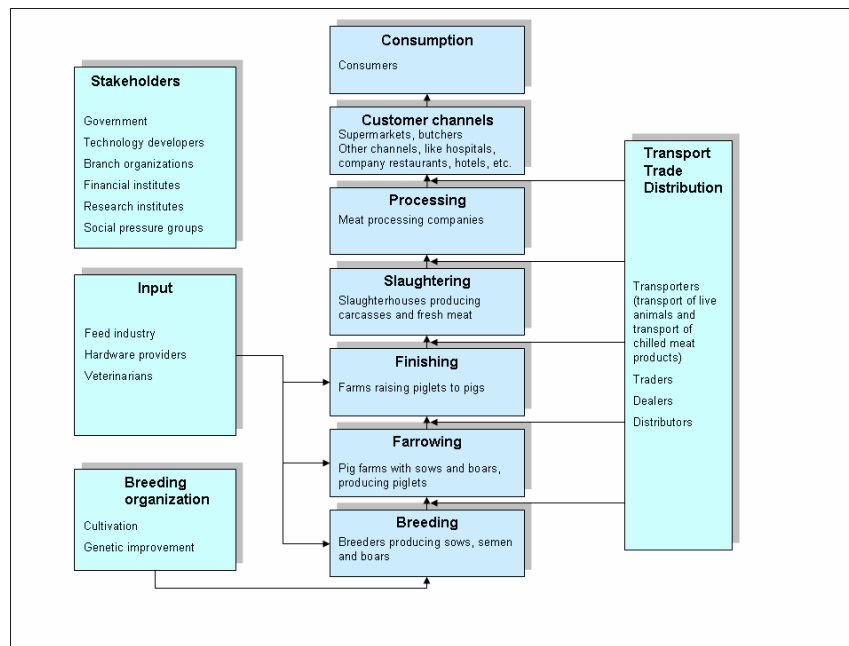 Consumption
Consumers
Stakeholders
Government
Technology developers
Branch organizations
Financial institutes
Research institutes
Social pressure groups
Customer channels
Supermarkets, butchers
Other channels, like hospitals,
company restaurants, hotels, etc.
Transport
Trade
Distribution
Transporters
(transport of live
animals and
transport of
chilled meat
products)
Traders
Dealers
Distributors
Processing
Meat processing companies
Slaughtering
Slaughterhouses producing
carcasses and fresh meat
Input
Feed industry
Hardware providers
Veterinarians
Finishing
Farms raising piglets to pigs
Farrowing
Pig farms with sows and boars,
producing piglets
Breeding
organization
Cultivation
Genetic improvement
Breeding
Breeders producing sows, semen
and boars